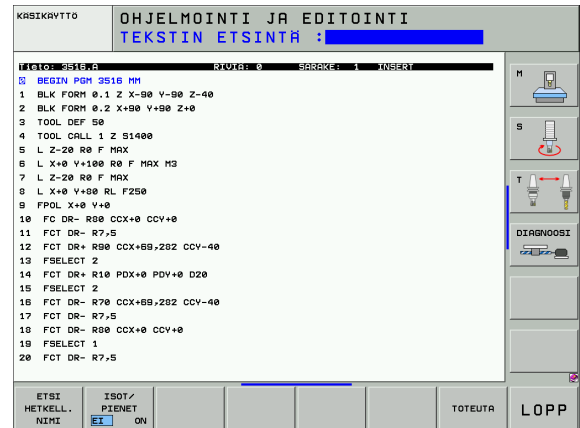 KÄSIKÄYTTÖ
OHJELMOINTI JA EDITOINTI
TEKSTIN ETSINTÄ :
Tieto: 3516.A RIVIA: 0 SARAKE: 1 INSERT
0 BEGIN PGM 3516 MM
1 BLK FORM 0.1 Z X-90 Y-90 Z-40
2 BLK FORM 0.2 X+90 Y+90 Z+0
3 TOOL DEF 50
4 TOOL CALL 1 Z S1400
5 L Z-20 R0 F MAX
6 L X+0 Y+100 R0 F MAX M3
7 L Z-20 R0 F MAX
8 L X+0 Y+80 RL F250
9 FPOL X+0 Y+0
10 FC DR- R80 CCX+0 CCY+0
11 FCT DR- R7,5
12 FCT DR+ R90 CCX+69,282 CCY-40
13 FSELECT 2
14 FCT DR+ R10 PDX+0 PDY+0 D20
15 FSELECT 2
16 FCT DR- R70 CCX+69,282 CCY-40
17 FCT DR- R7,5
18 FCT DR- R80 CCX+0 CCY+0
19 FSELECT 1
20 FCT DR- R7,5
M
S
T
DIAGNOOSI
ETSI
HETKELL.
NIMI
ISOT/
PIENET
EI ON
TOTEUTA
LOPP